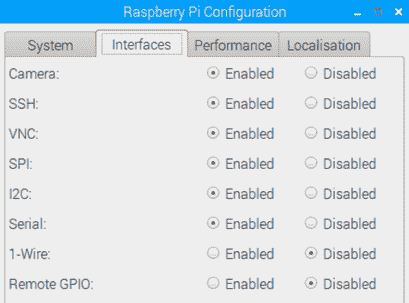 Raspberry Pi Configuration
System Interfaces Performance Localisation
Camera: Enabled Disabled
SSH: Enabled Disabled
VNC: Enabled Disabled
SPI: Enabled Disabled
I2C: Enabled Disabled
Serial: Enabled Disabled
1-Wire: Enabled Disabled
Remote GPIO: Enabled Disabled